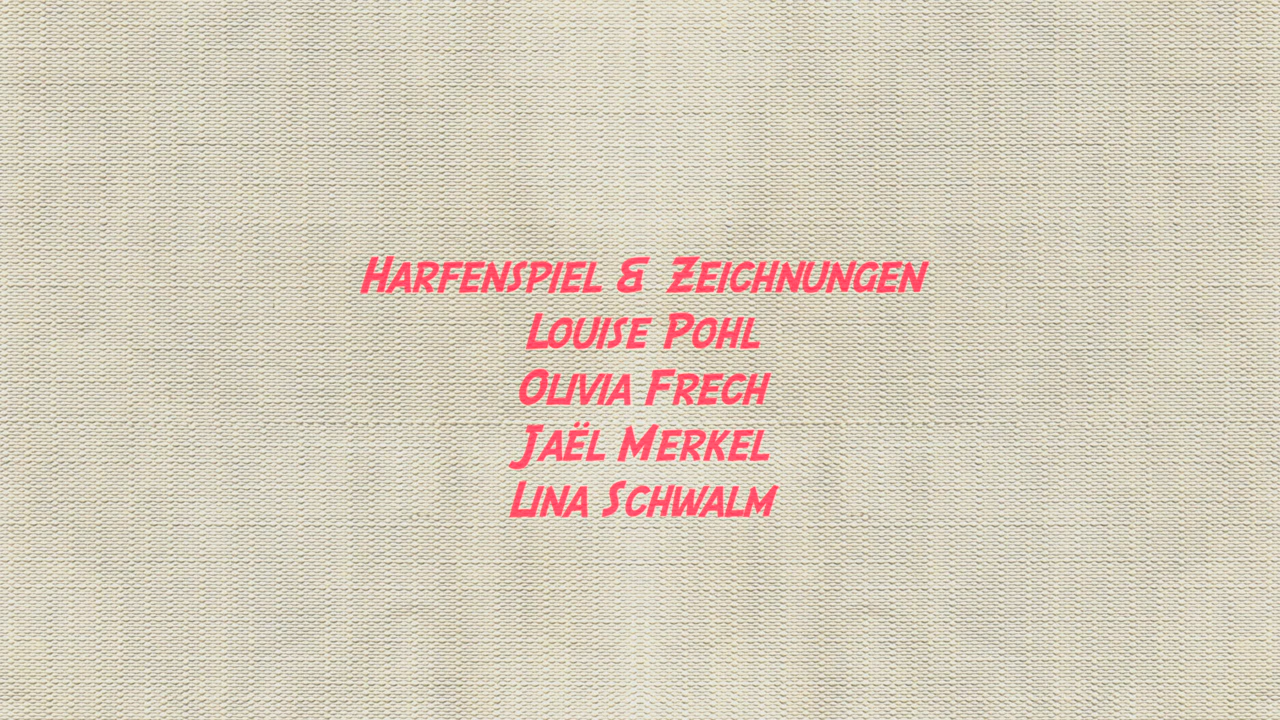 Harfenspiel & Zeichnungen
Louise Pohl
Olivia Frech
Jaël Merkel
Lina Schwalm